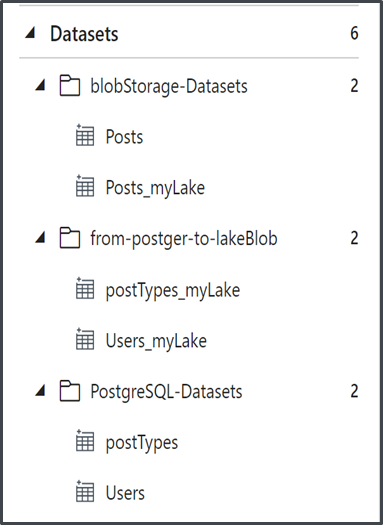 Datasets 6
blobStorage-Datasets 2
Posts
Posts_myLake
from-postger-to-lakeBlob 2
postTypes_myLake
Users_myLake
PostgreSQL-Datasets 2
postTypes
Users